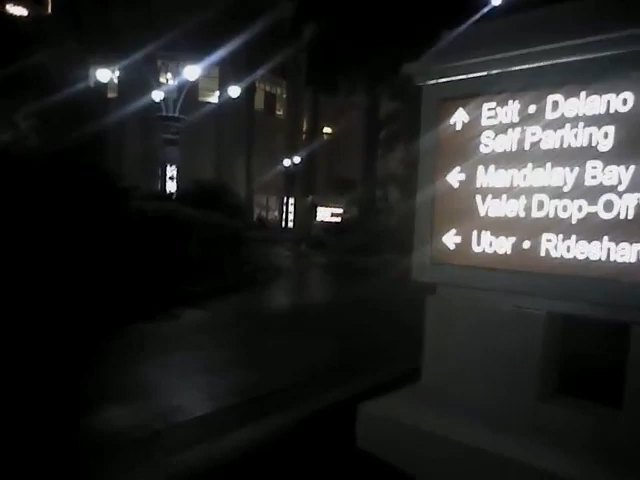 ↑ Exit • Delano
Self Parking
← Mandalay Bay
Valet Drop-Off
← Uber • Rideshar